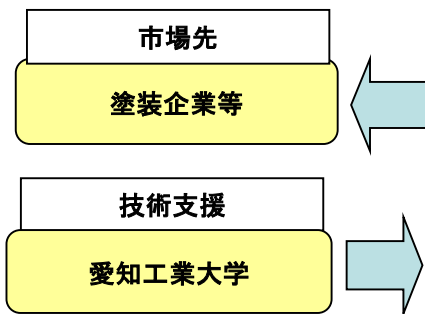 市場先
塗装企業等
技術支援
愛知工業大学